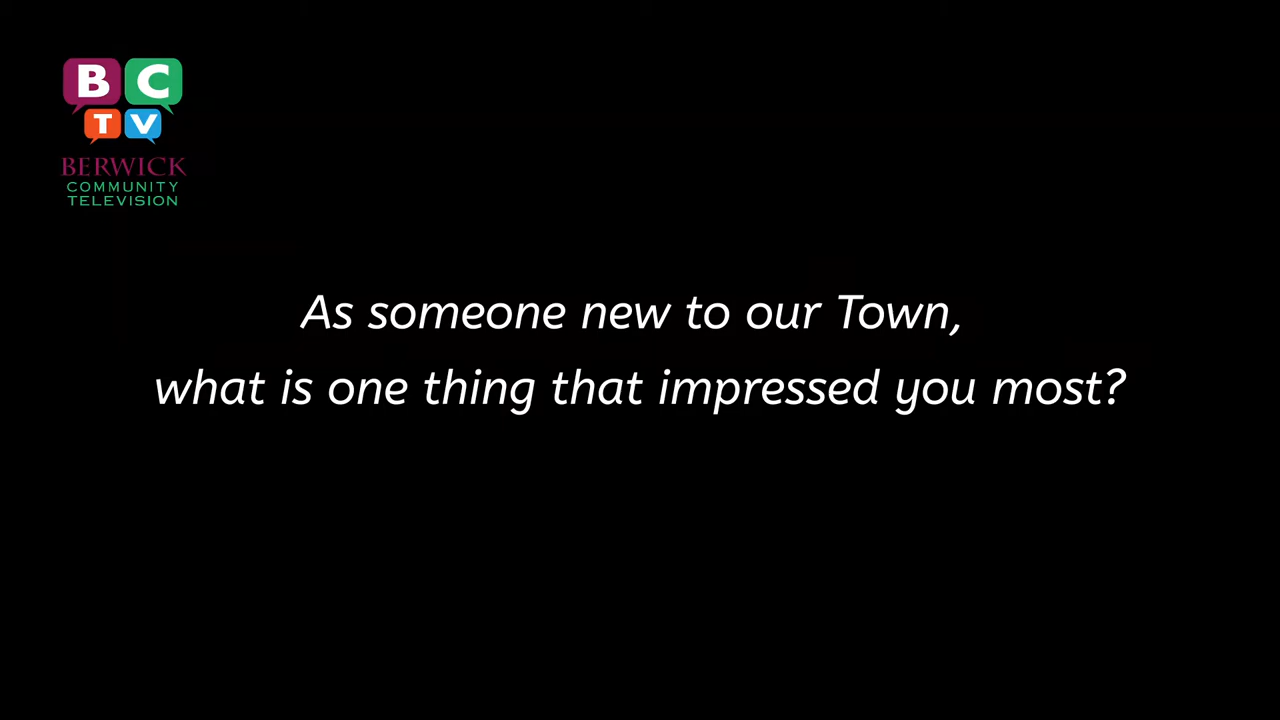 B C
T V
BERWICK
COMMUNITY
TELEVISION
As someone new to our Town,
what is one thing that impressed you most?